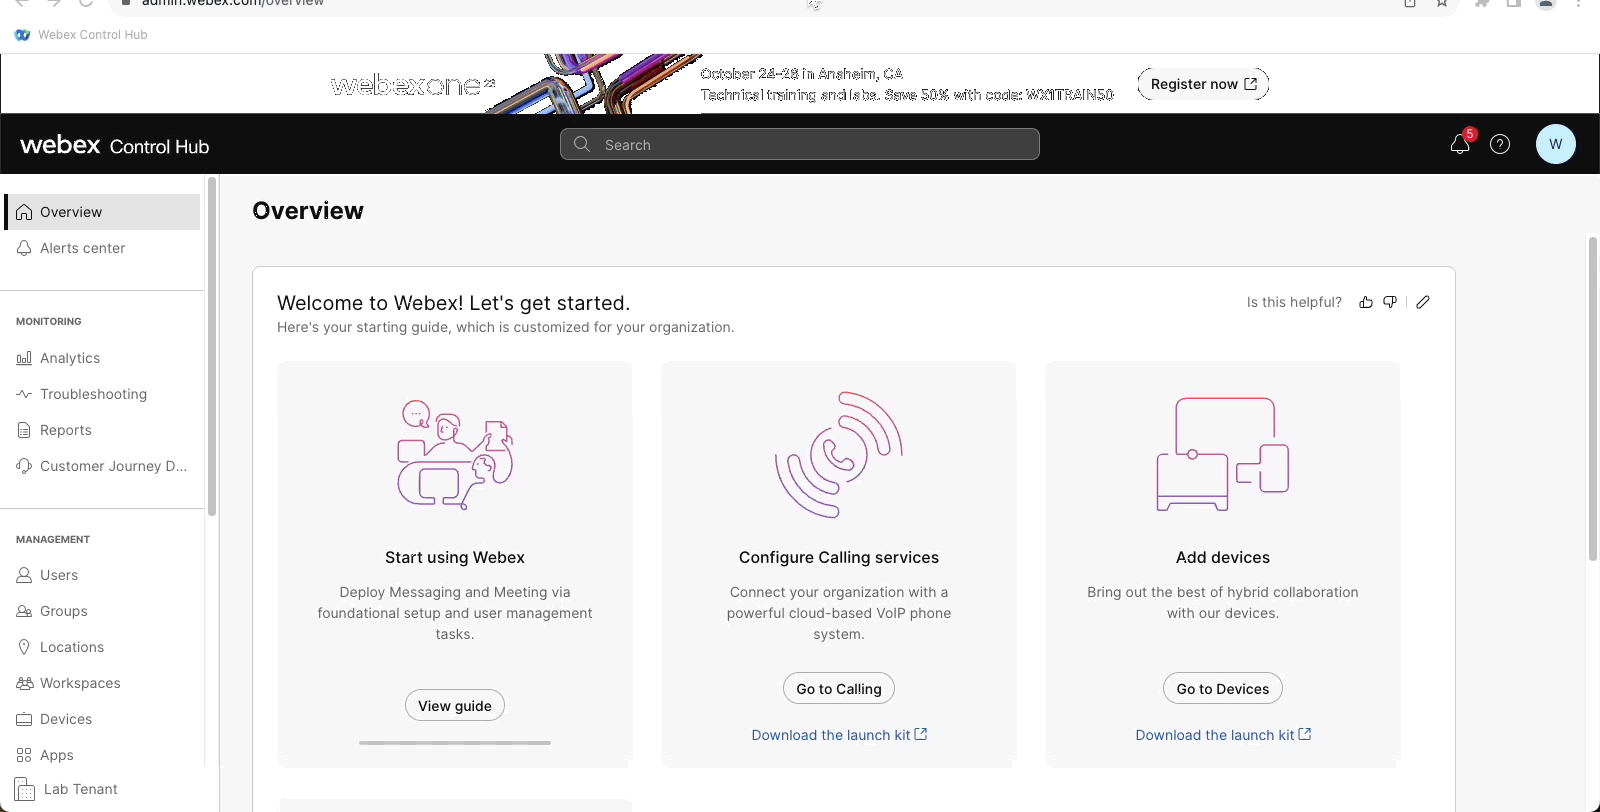 admin.webex.com/overview
Webex Control Hub
webexone
October 24-26 in Anaheim, CA
Technical training and labs. Save 50% with code: WX1TRAIN50
Register now
webex Control Hub
Search
5
W
Overview
Alerts center
MONITORING
Analytics
Troubleshooting
Reports
Customer Journey D...
MANAGEMENT
Users
Groups
Locations
Workspaces
Devices
Apps
Lab Tenant
Overview
Welcome to Webex! Let's get started.
Is this helpful?
Here's your starting guide, which is customized for your organization.
Start using Webex
Deploy Messaging and Meeting via
foundational setup and user management
tasks.
View guide
Configure Calling services
Connect your organization with a
powerful cloud-based VoIP phone
system.
Go to Calling
Download the launch kit
Add devices
Bring out the best of hybrid collaboration
with our devices.
Go to Devices
Download the launch kit